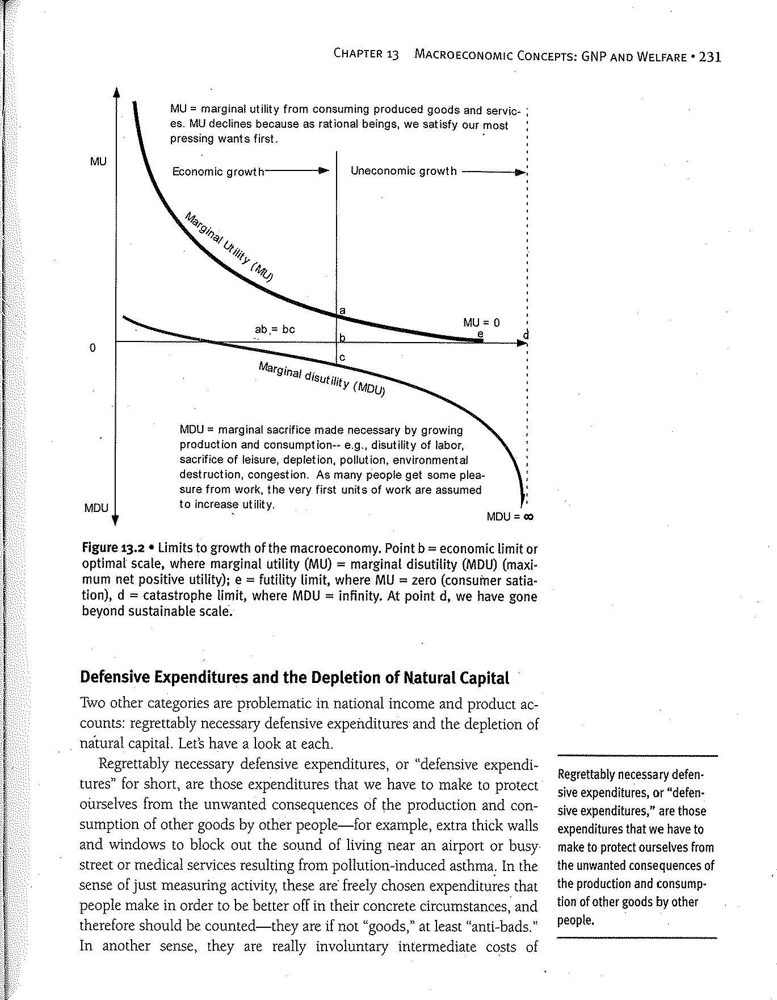 CHAPTER 13 MACROECONOMIC CONCEPTS: GNP AND WELFARE • 231
MU = marginal utility from consuming produced goods and servic-
es. MU declines because as rational beings, we satisfy our most
pressing wants first.
MU
Economic growth
Uneconomic growth
Marginal Utility (MU)
a
MU = 0
ab = bc
b
e
d
0
c
Marginal disutility (MDU)
MDU = marginal sacrifice made necessary by growing
production and consumption-- e.g., disutility of labor,
sacrifice of leisure, depletion, pollution, environmental
destruction, congestion. As many people get some plea-
sure from work, the very first units of work are assumed
to increase utility.
MDU
MDU = ∞
Figure 13.2 • Limits to growth of the macroeconomy. Point b = economic limit or
optimal scale, where marginal utility (MU) = marginal disutility (MDU) (maxi-
mum net positive utility); e = futility limit, where MU = zero (consumer satia-
tion), d = catastrophe limit, where MDU = infinity. At point d, we have gone
beyond sustainable scale.
Defensive Expenditures and the Depletion of Natural Capital
Two other categories are problematic in national income and product ac-
counts: regrettably necessary defensive expenditures and the depletion of
natural capital. Let's have a look at each.
Regrettably necessary defensive expenditures, or "defensive expendi-
tures" for short, are those expenditures that we have to make to protect
ourselves from the unwanted consequences of the production and con-
sumption of other goods by other people—for example, extra thick walls
and windows to block out the sound of living near an airport or busy
street or medical services resulting from pollution-induced asthma. In the
sense of just measuring activity, these are freely chosen expenditures that
people make in order to be better off in their concrete circumstances, and
therefore should be counted—they are if not "goods," at least "anti-bads."
In another sense, they are really involuntary intermediate costs of
Regrettably necessary defen-
sive expenditures, or "defen-
sive expenditures," are those
expenditures that we have to
make to protect ourselves from
the unwanted consequences of
the production and consump-
tion of other goods by other
people.